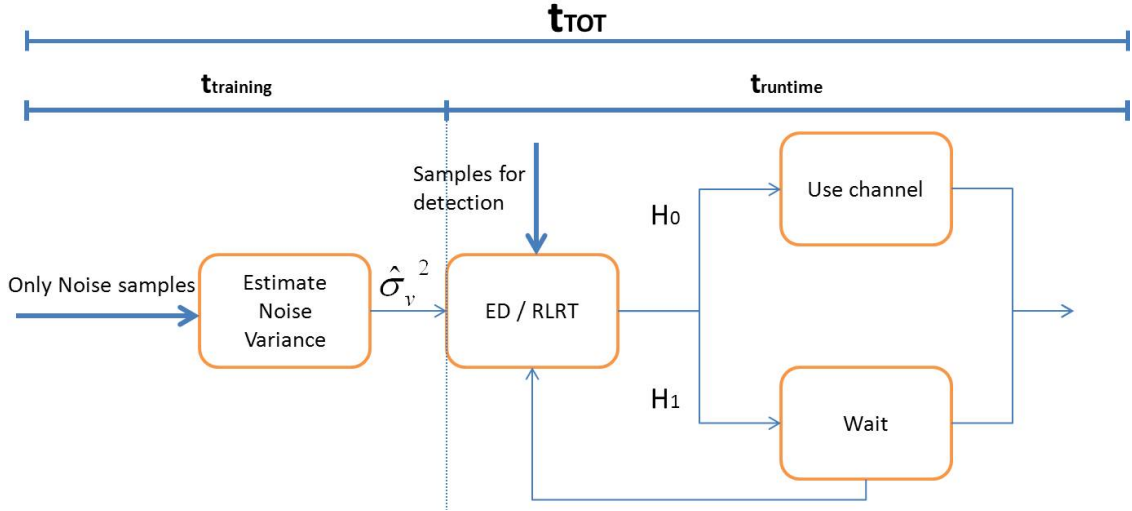 tTOT
ttraining
truntime
Samples for
detection
Use channel
H0
Only Noise samples
Estimate
Noise
Variance
σ̂v²
ED / RLRT
H1
Wait